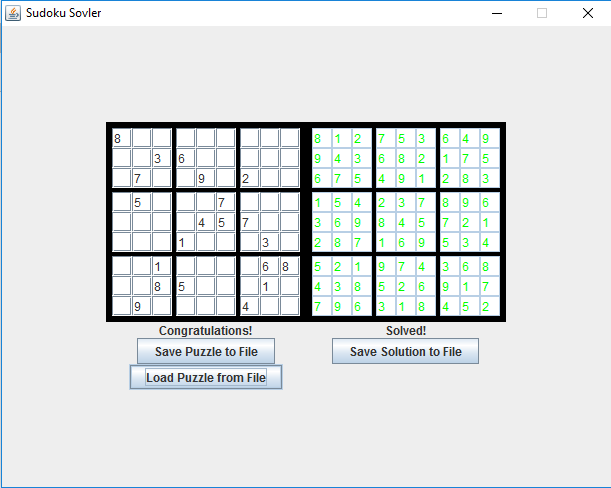 Sudoku Sovler
8 8 1 2 7 5 3 6 4 9
3 6 9 4 3 6 8 2 1 7 5
7 9 2 6 7 5 4 9 1 2 8 3
5 7 1 5 4 2 3 7 8 9 6
4 5 7 3 6 9 8 4 5 7 2 1
1 3 2 8 7 1 6 9 5 3 4
1 6 8 5 2 1 9 7 4 3 6 8
8 5 1 4 3 8 5 2 6 9 1 7
9 4 7 9 6 3 1 8 4 5 2
Congratulations! Solved!
Save Puzzle to File Save Solution to File
Load Puzzle from File